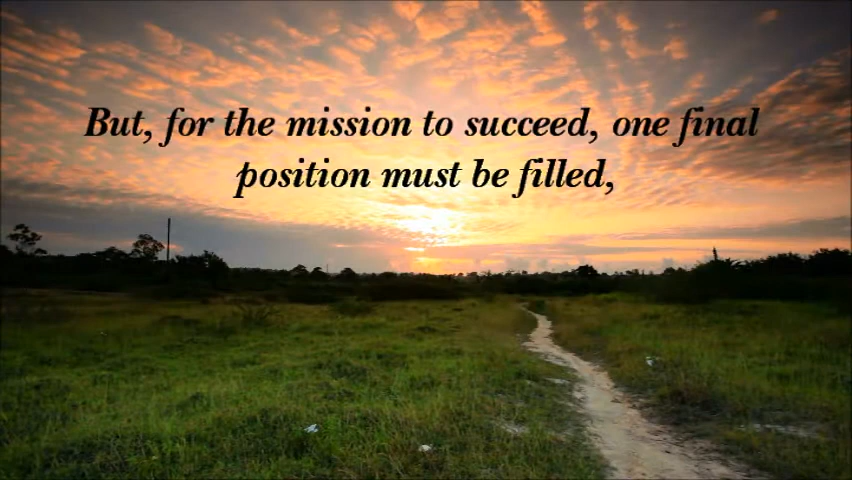 But, for the mission to succeed, one final
position must be filled,